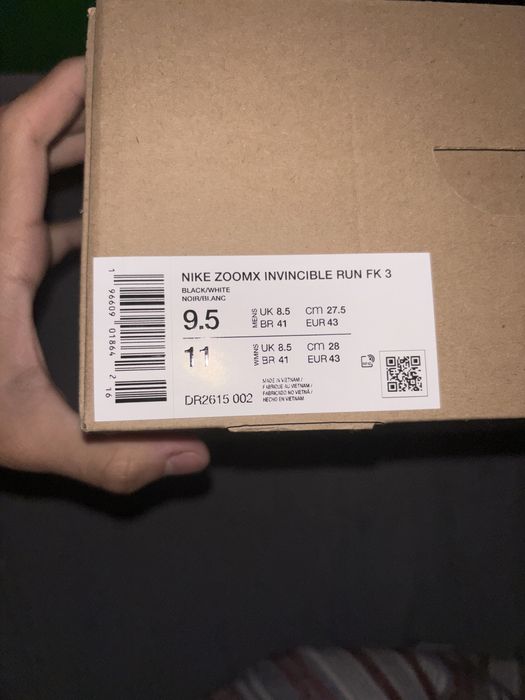 NIKE ZOOMX INVINCIBLE RUN FK 3
BLACK/WHITE
NOIR/BLANC
9.5 MENS UK 8.5 CM 27.5
BR 41 EUR 43
11 WMNS UK 8.5 CM 28
BR 41 EUR 43
MADE IN VIETNAM /
FABRIQUE AU VIETNAM /
FABRICADO NO VIETNÃ /
HECHO EN VIETNAM
DR2615 002
1 96609 01864 2 16